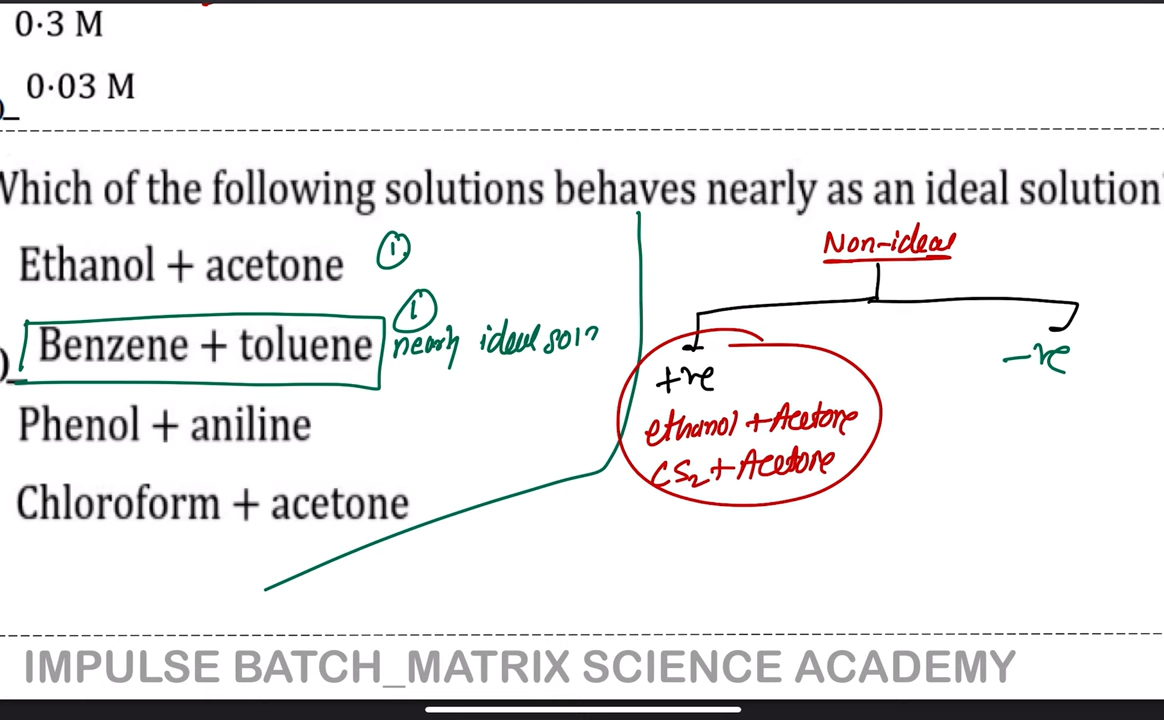 0·3 M
0·03 M
Which of the following solutions behaves nearly as an ideal solution
Ethanol + acetone ①
Benzene + toluene ① nearly ideal soln
Phenol + aniline
Chloroform + acetone
Non-ideal
+ve
ethanol + Acetone
CS₂ + Acetone
-ve
IMPULSE BATCH_MATRIX SCIENCE ACADEMY